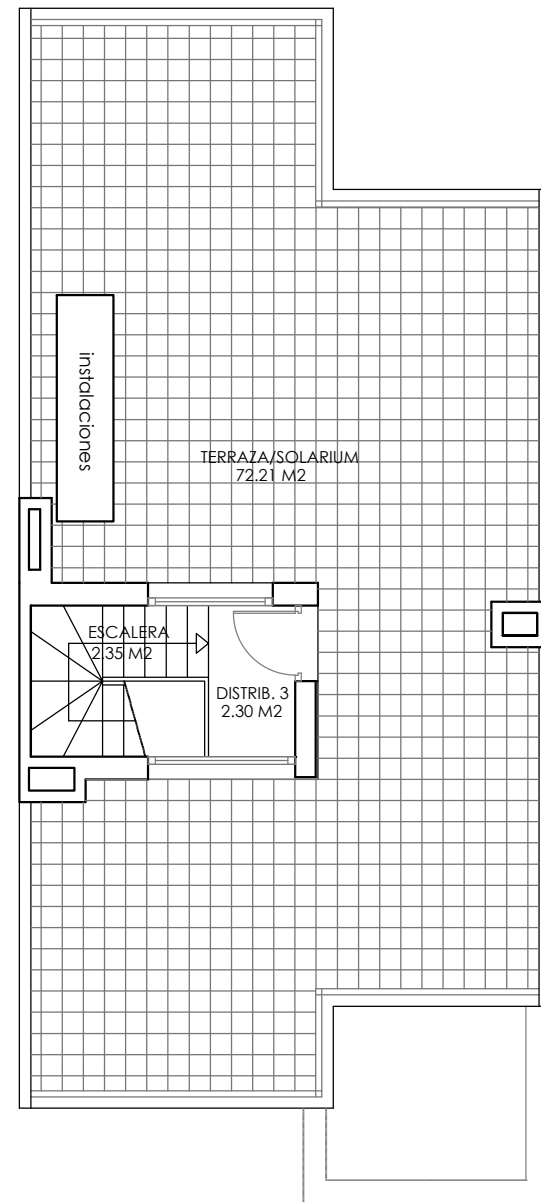 instalaciones
TERRAZA/SOLARIUM
72.21 M2
ESCALERA
2.35 M2
DISTRIB. 3
2.30 M2